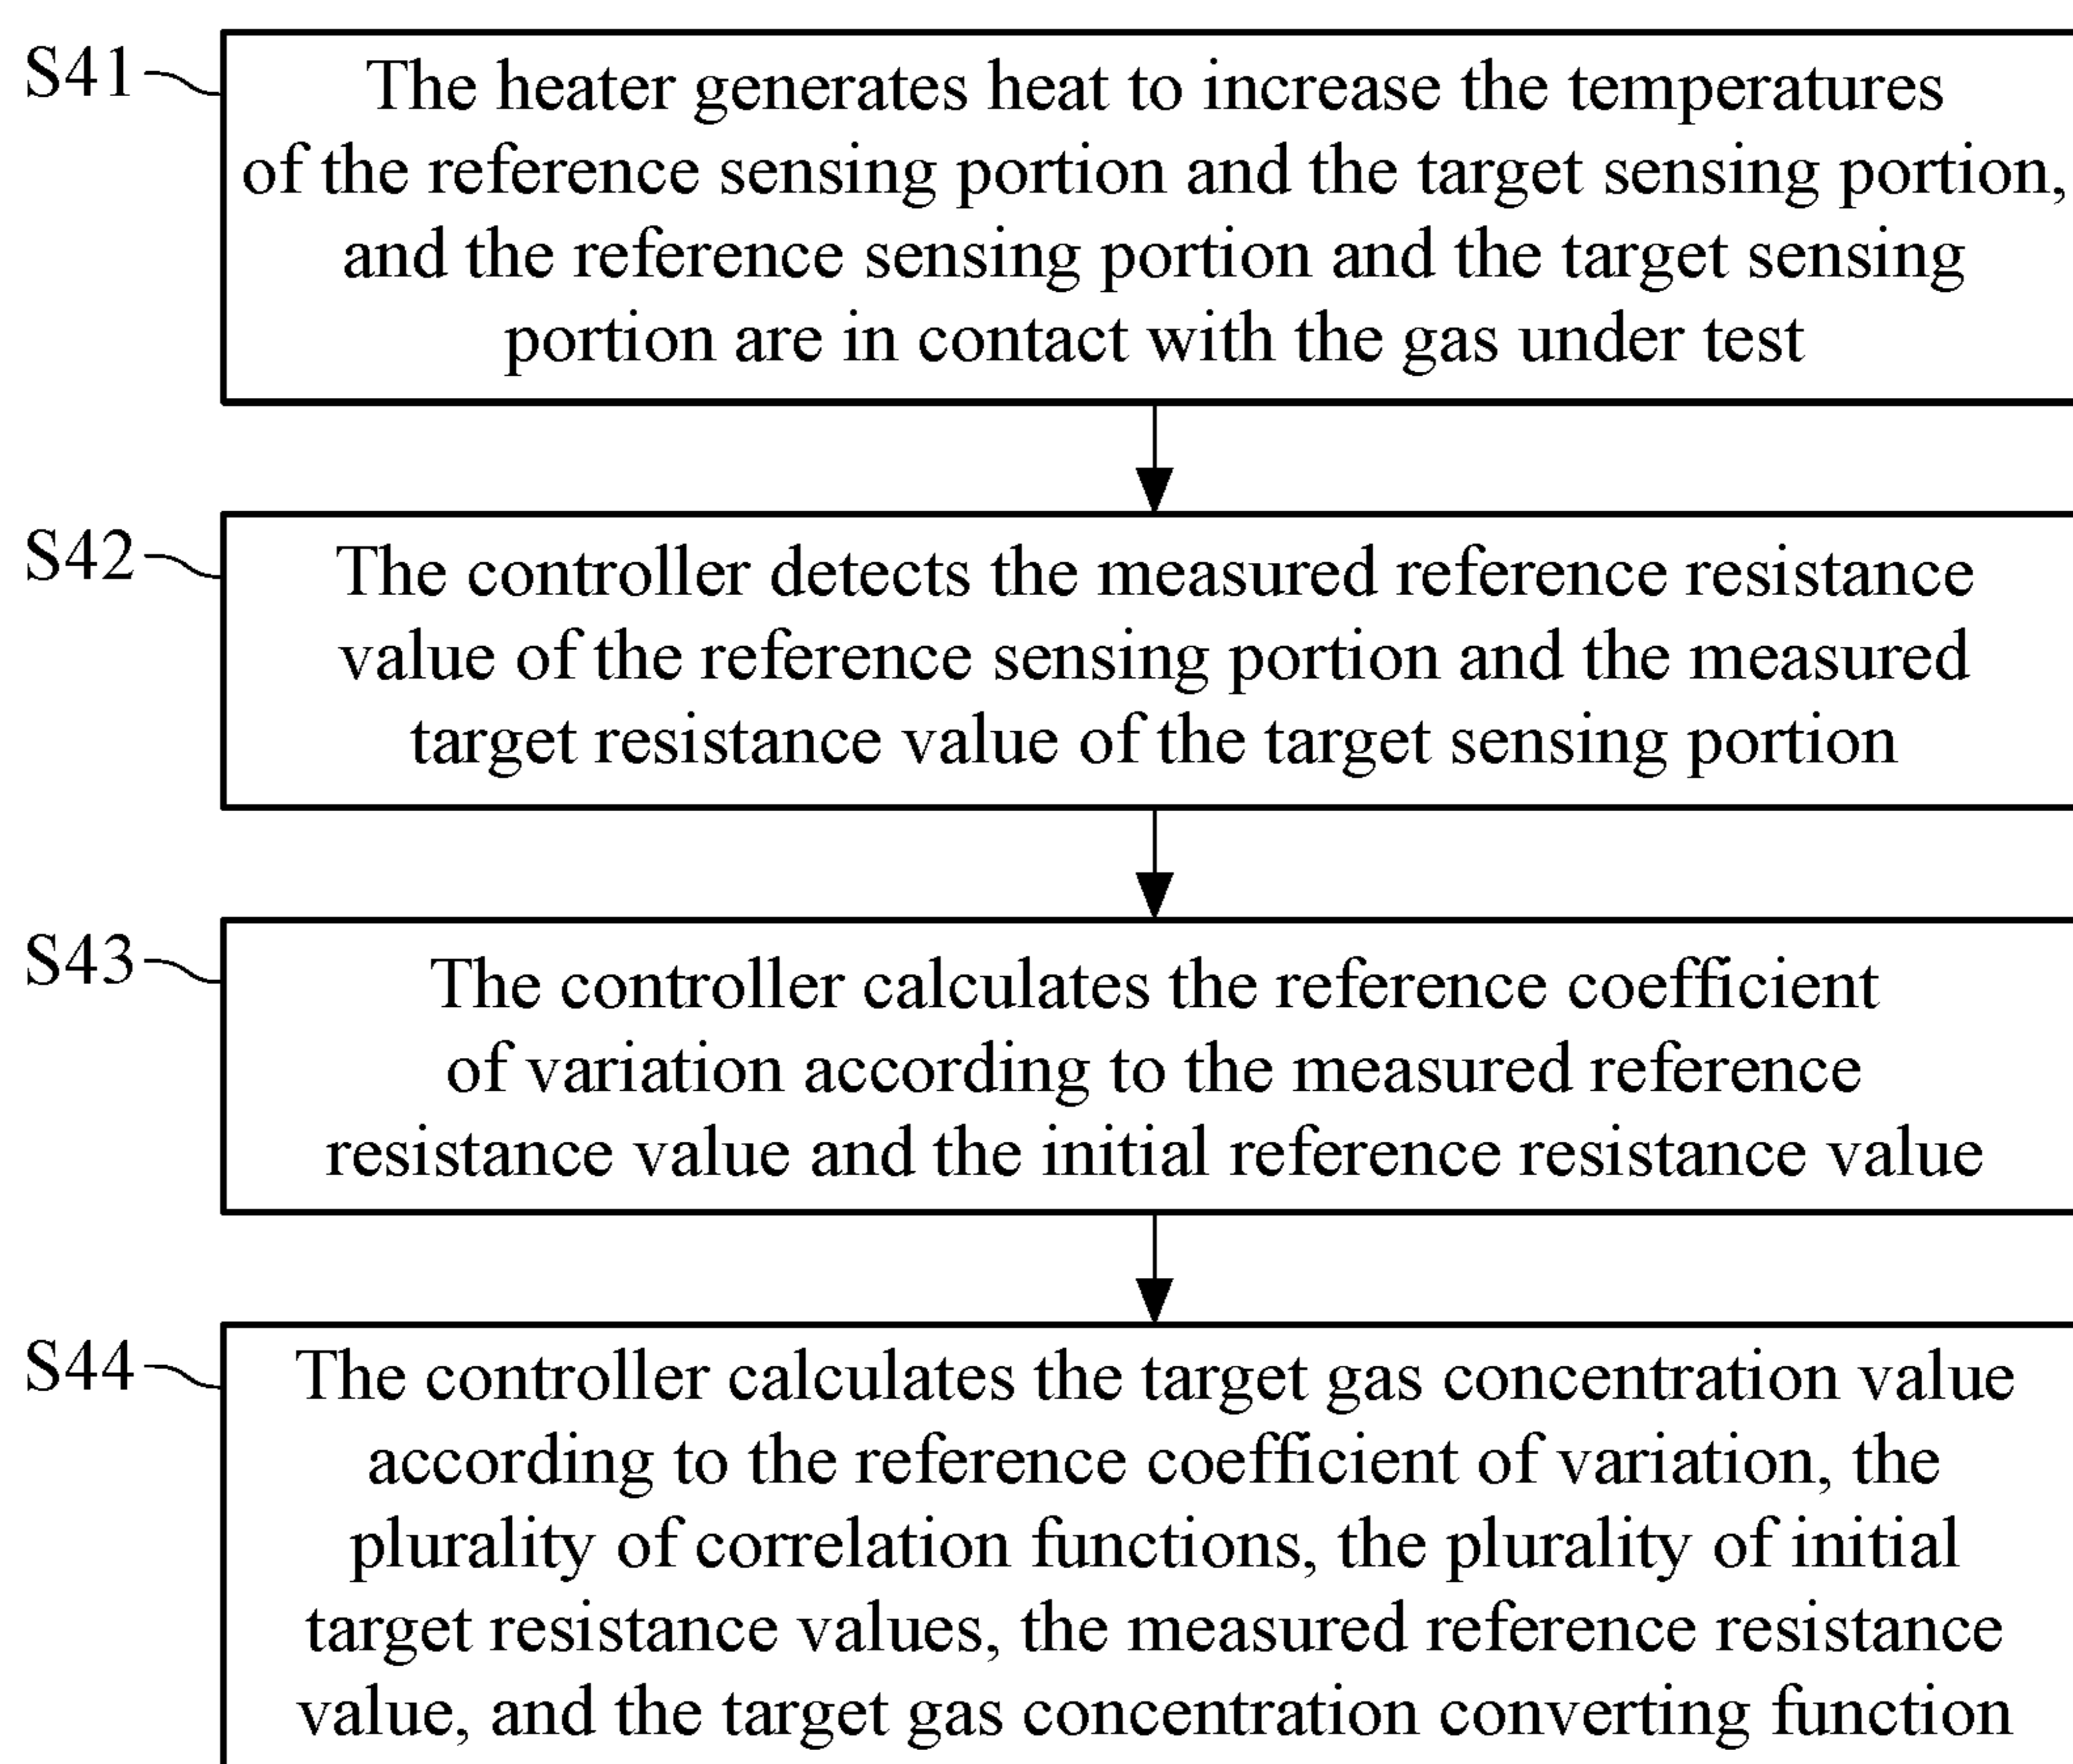 S41
The heater generates heat to increase the temperatures
of the reference sensing portion and the target sensing portion,
and the reference sensing portion and the target sensing
portion are in contact with the gas under test
S42
The controller detects the measured reference resistance
value of the reference sensing portion and the measured
target resistance value of the target sensing portion
S43
The controller calculates the reference coefficient
of variation according to the measured reference
resistance value and the initial reference resistance value
S44
The controller calculates the target gas concentration value
according to the reference coefficient of variation, the
plurality of correlation functions, the plurality of initial
target resistance values, the measured reference resistance
value, and the target gas concentration converting function